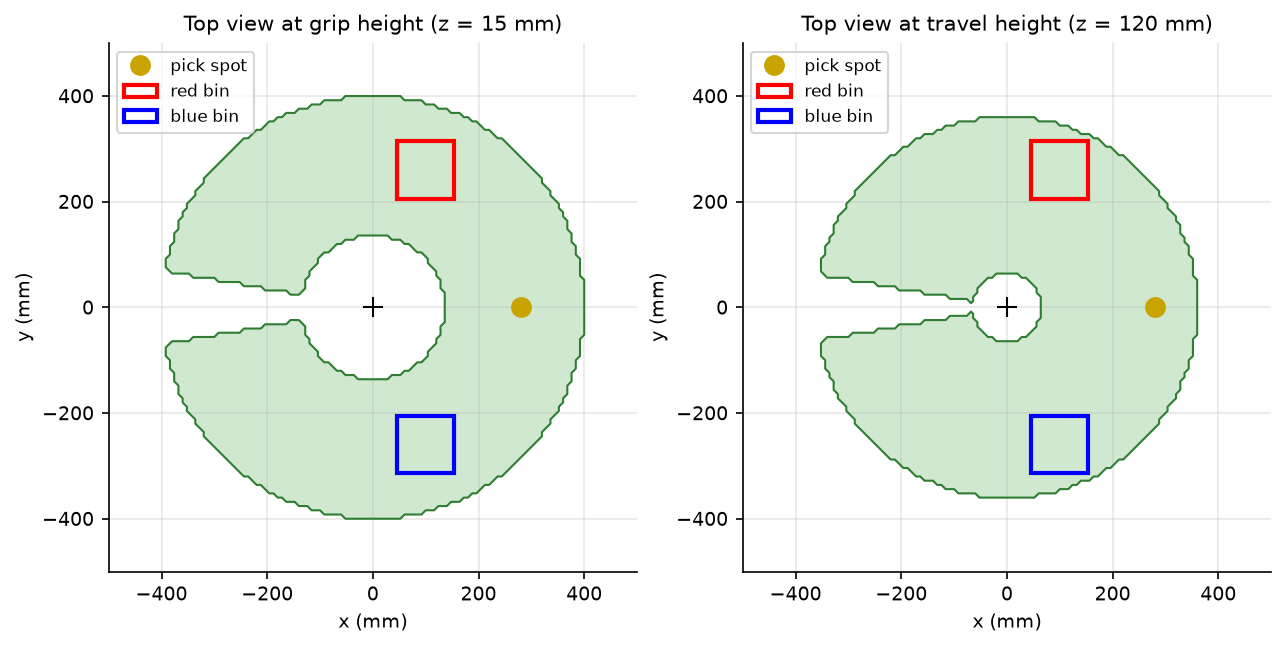 Top view at grip height (z = 15 mm)
pick spot
red bin
blue bin
400
200
0
−200
−400
y (mm)
−400
−200
0
200
400
x (mm)
Top view at travel height (z = 120 mm)
pick spot
red bin
blue bin
400
200
0
−200
−400
y (mm)
−400
−200
0
200
400
x (mm)